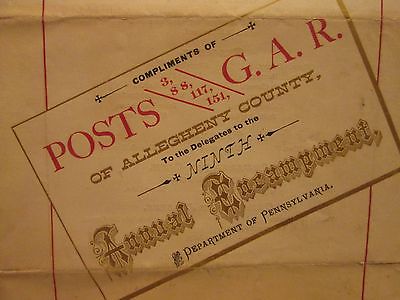 COMPLIMENTS OF
POSTS 3, 88, 117, 151, G. A. R.
OF ALLEGHENY COUNTY,
To the Delegates to the
NINTH
Annual Encampment,
DEPARTMENT OF PENNSYLVANIA.